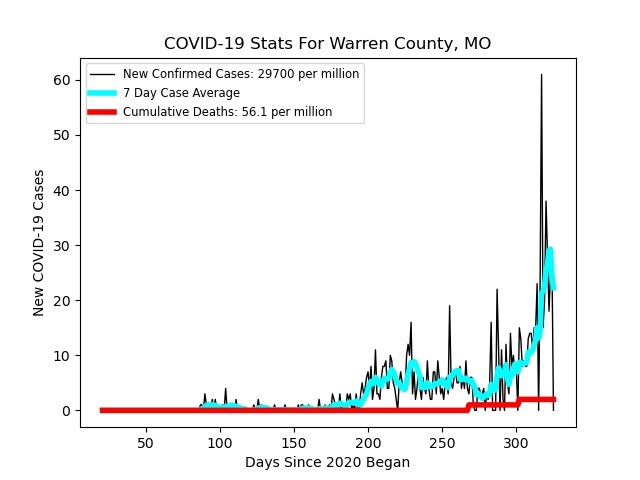 COVID-19 Stats For Warren County, MO
New Confirmed Cases: 29700 per million
7 Day Case Average
Cumulative Deaths: 56.1 per million
New COVID-19 Cases
60
50
40
30
20
10
0
50 100 150 200 250 300
Days Since 2020 Began